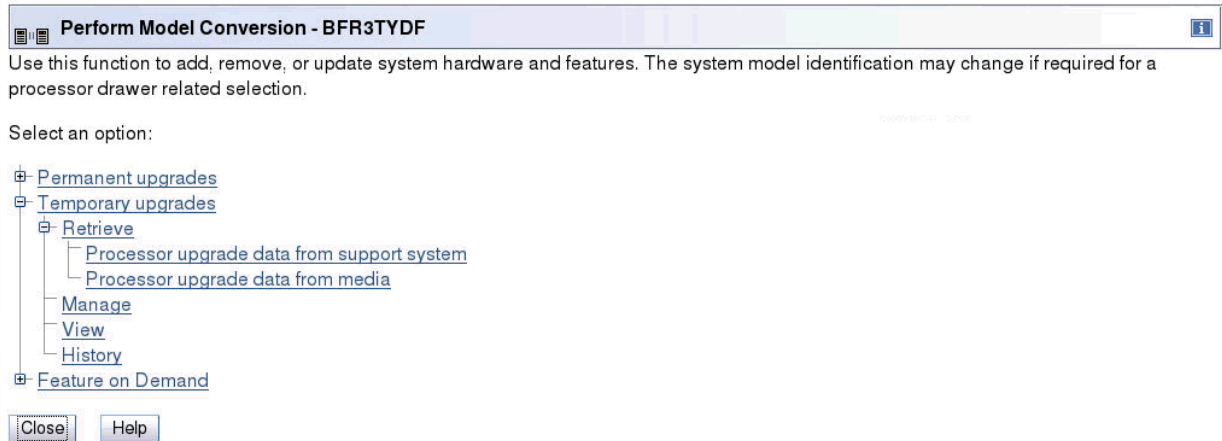 Perform Model Conversion - BFR3TYDF
Use this function to add, remove, or update system hardware and features. The system model identification may change if required for a
processor drawer related selection.
Select an option:
Permanent upgrades
Temporary upgrades
Retrieve
Processor upgrade data from support system
Processor upgrade data from media
Manage
View
History
Feature on Demand
Close Help